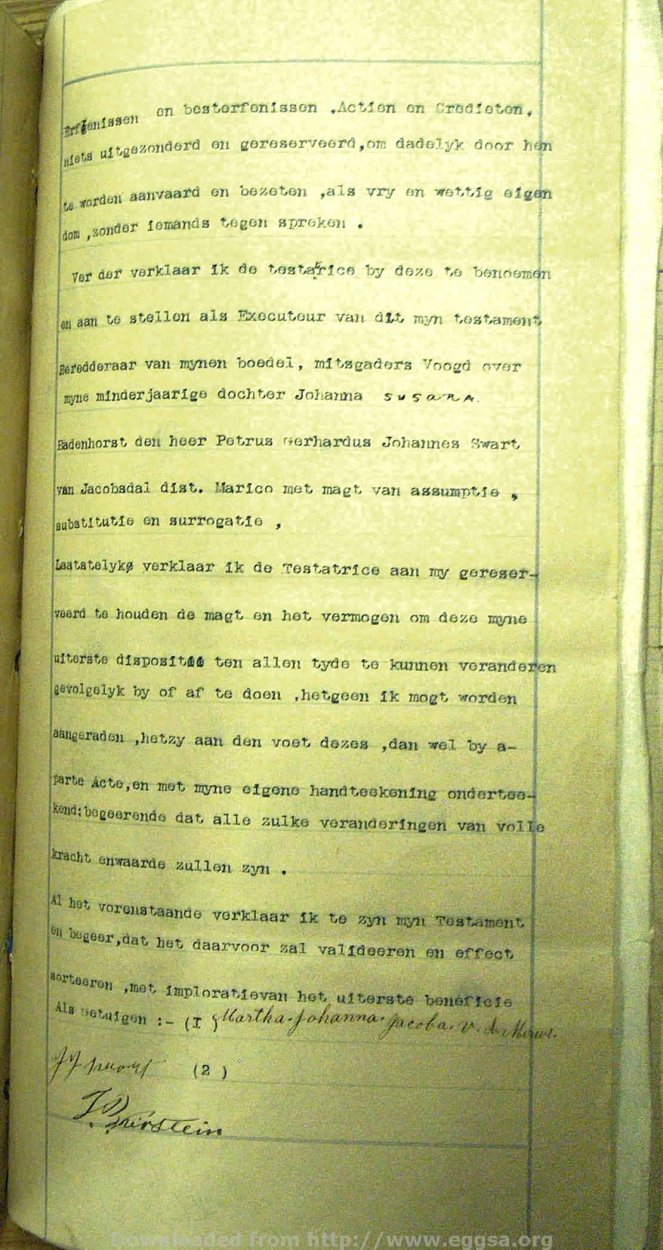 Erffenissen en besterfenissen ,Action en Credieten,
niets uitgezonderd en gereserveerd,om dadelyk door hen
te worden aanvaard en bezeten ,als vry en wettig eigen
dom ,zonder iemands tegen spreken .
Ver der verklaar ik de testatrice by deze te benoemen
en aan te stellen als Executeur van dit myn testament
Beredderaar van mynen boedel, mitsgaders Voogd over
myne minderjaarige dochter Johanna susara.
Badenhorst den heer Petrus Gerhardus Johannes Swart
van Jacobsdal dist. Marico met magt van assumptie ,
substitutie en surrogatie ,
Laatstelyke verklaar ik de Testatrice aan my gereser-
veerd te houden de magt en het vermogen om deze myne
uiterste disposit ten allen tyde te kunnen veranderen
gevolgelyk by of af te doen ,hetgeen ik mogt worden
aangeraden ,hetzy aan den voet dezes ,dan wel by a-
parte Acte,en met myne eigene handteekening ondertee-
kend;begeerende dat alle zulke veranderingen van volle
kracht enwaarde zullen zyn .
Al het vorenstaande verklaar ik te zyn myn Testament
en begeer,dat het daarvoor zal valideeren en effect
sorteeren ,met imploratievan het uiterste beneficie
Als Getuigen :- (I ) Martha Johanna Jacoba v. d. Merwe
(2 )
Downloaded from http://www.eggsa.org